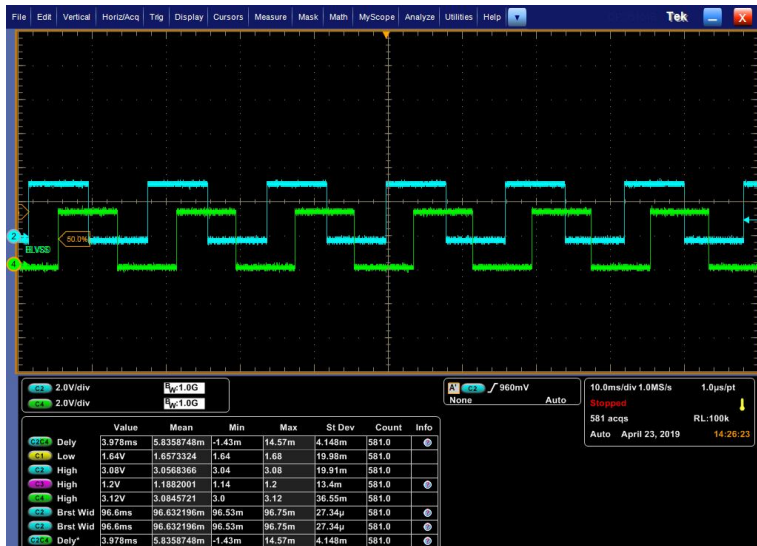 File Edit Vertical Horiz/Acq Trig Display Cursors Measure Mask Math MyScope Analyze Utilities Help Tek X
50.0%
2
ELVSS
4
C2 2.0V/div BW:1.0G
C4 2.0V/div BW:1.0G
A' C2 960mV
None Auto
10.0ms/div 1.0MS/s 1.0µs/pt
Stopped
581 acqs RL:100k
Auto April 23, 2019 14:26:23
Value Mean Min Max St Dev Count Info
C2C4 Dely 3.978ms 5.8358748m -1.43m 14.57m 4.148m 581.0
C1 Low 1.64V 1.6573324 1.64 1.68 19.98m 581.0
C2 High 3.08V 3.0568366 3.04 3.08 19.91m 581.0
C3 High 1.2V 1.1882001 1.14 1.2 13.4m 581.0
C4 High 3.12V 3.0845721 3.0 3.12 36.55m 581.0
C2 Brst Wid 96.6ms 96.632196m 96.53m 96.75m 27.34µ 581.0
C2 Brst Wid 96.6ms 96.632196m 96.53m 96.75m 27.34µ 581.0
C2C4 Dely* 3.978ms 5.8358748m -1.43m 14.57m 4.148m 581.0